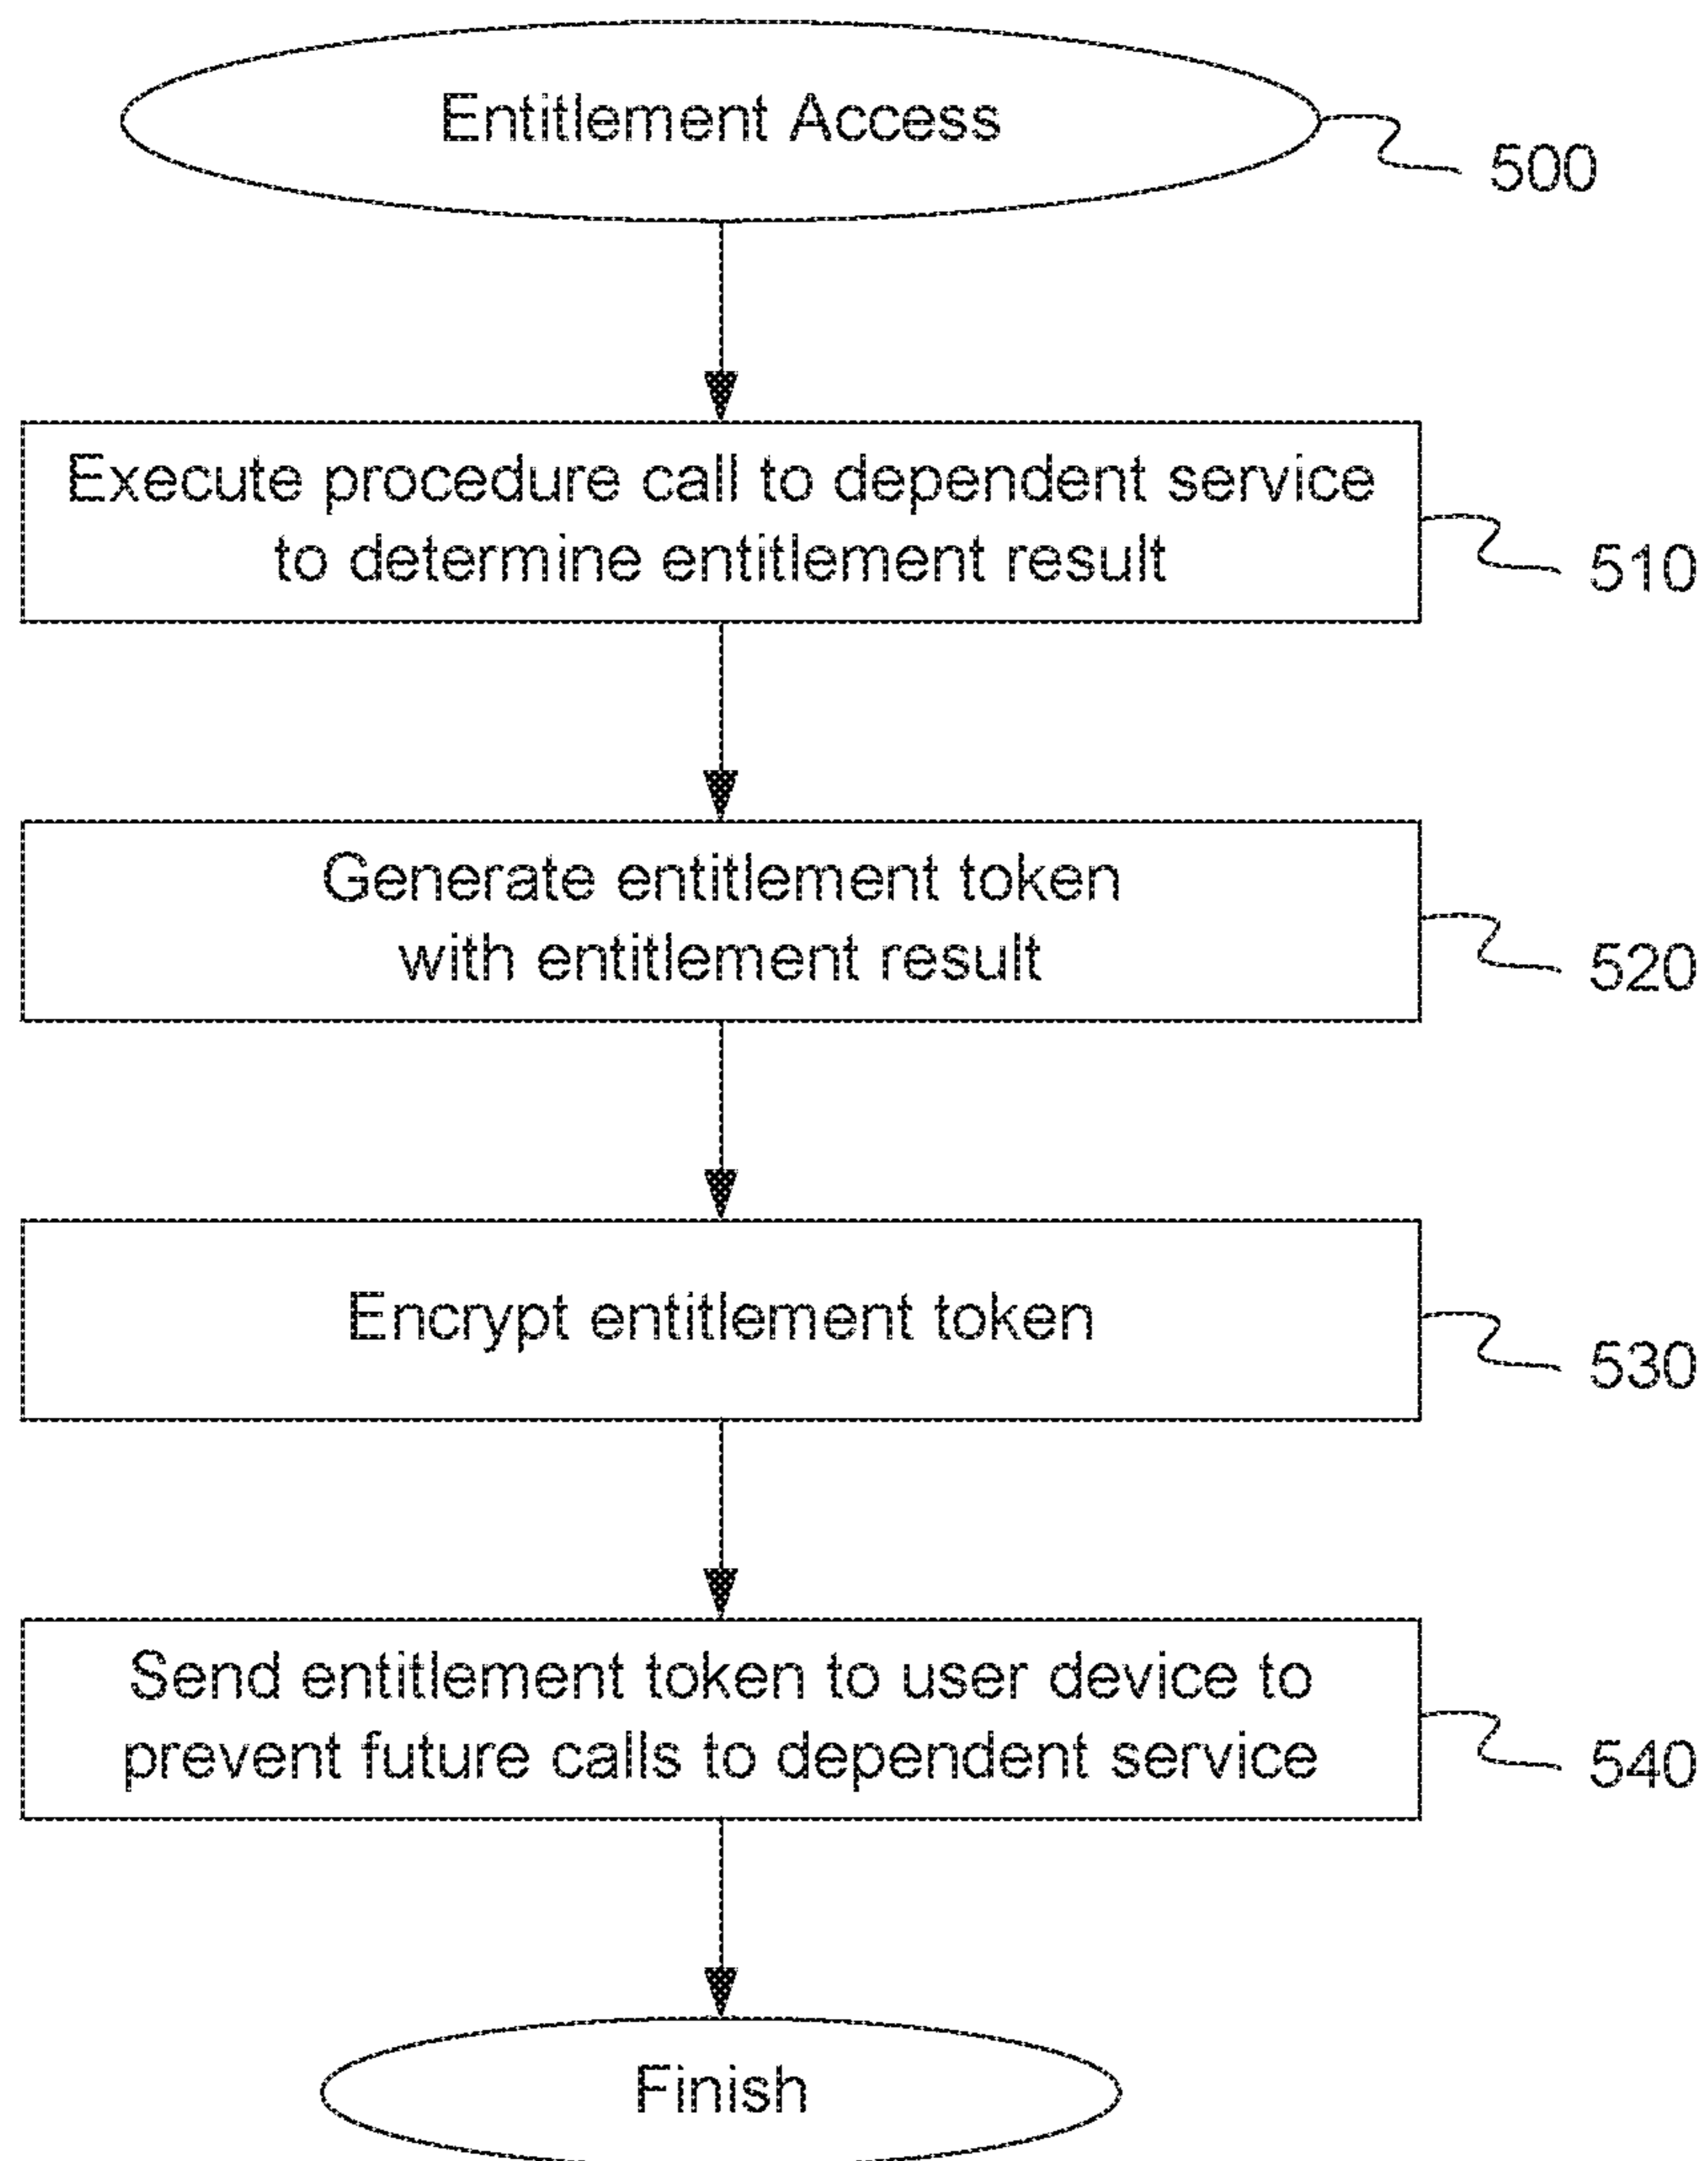 Entitlement Access
500
Execute procedure call to dependent service
to determine entitlement result
510
Generate entitlement token
with entitlement result
520
Encrypt entitlement token
530
Send entitlement token to user device to
prevent future calls to dependent service
540
Finish